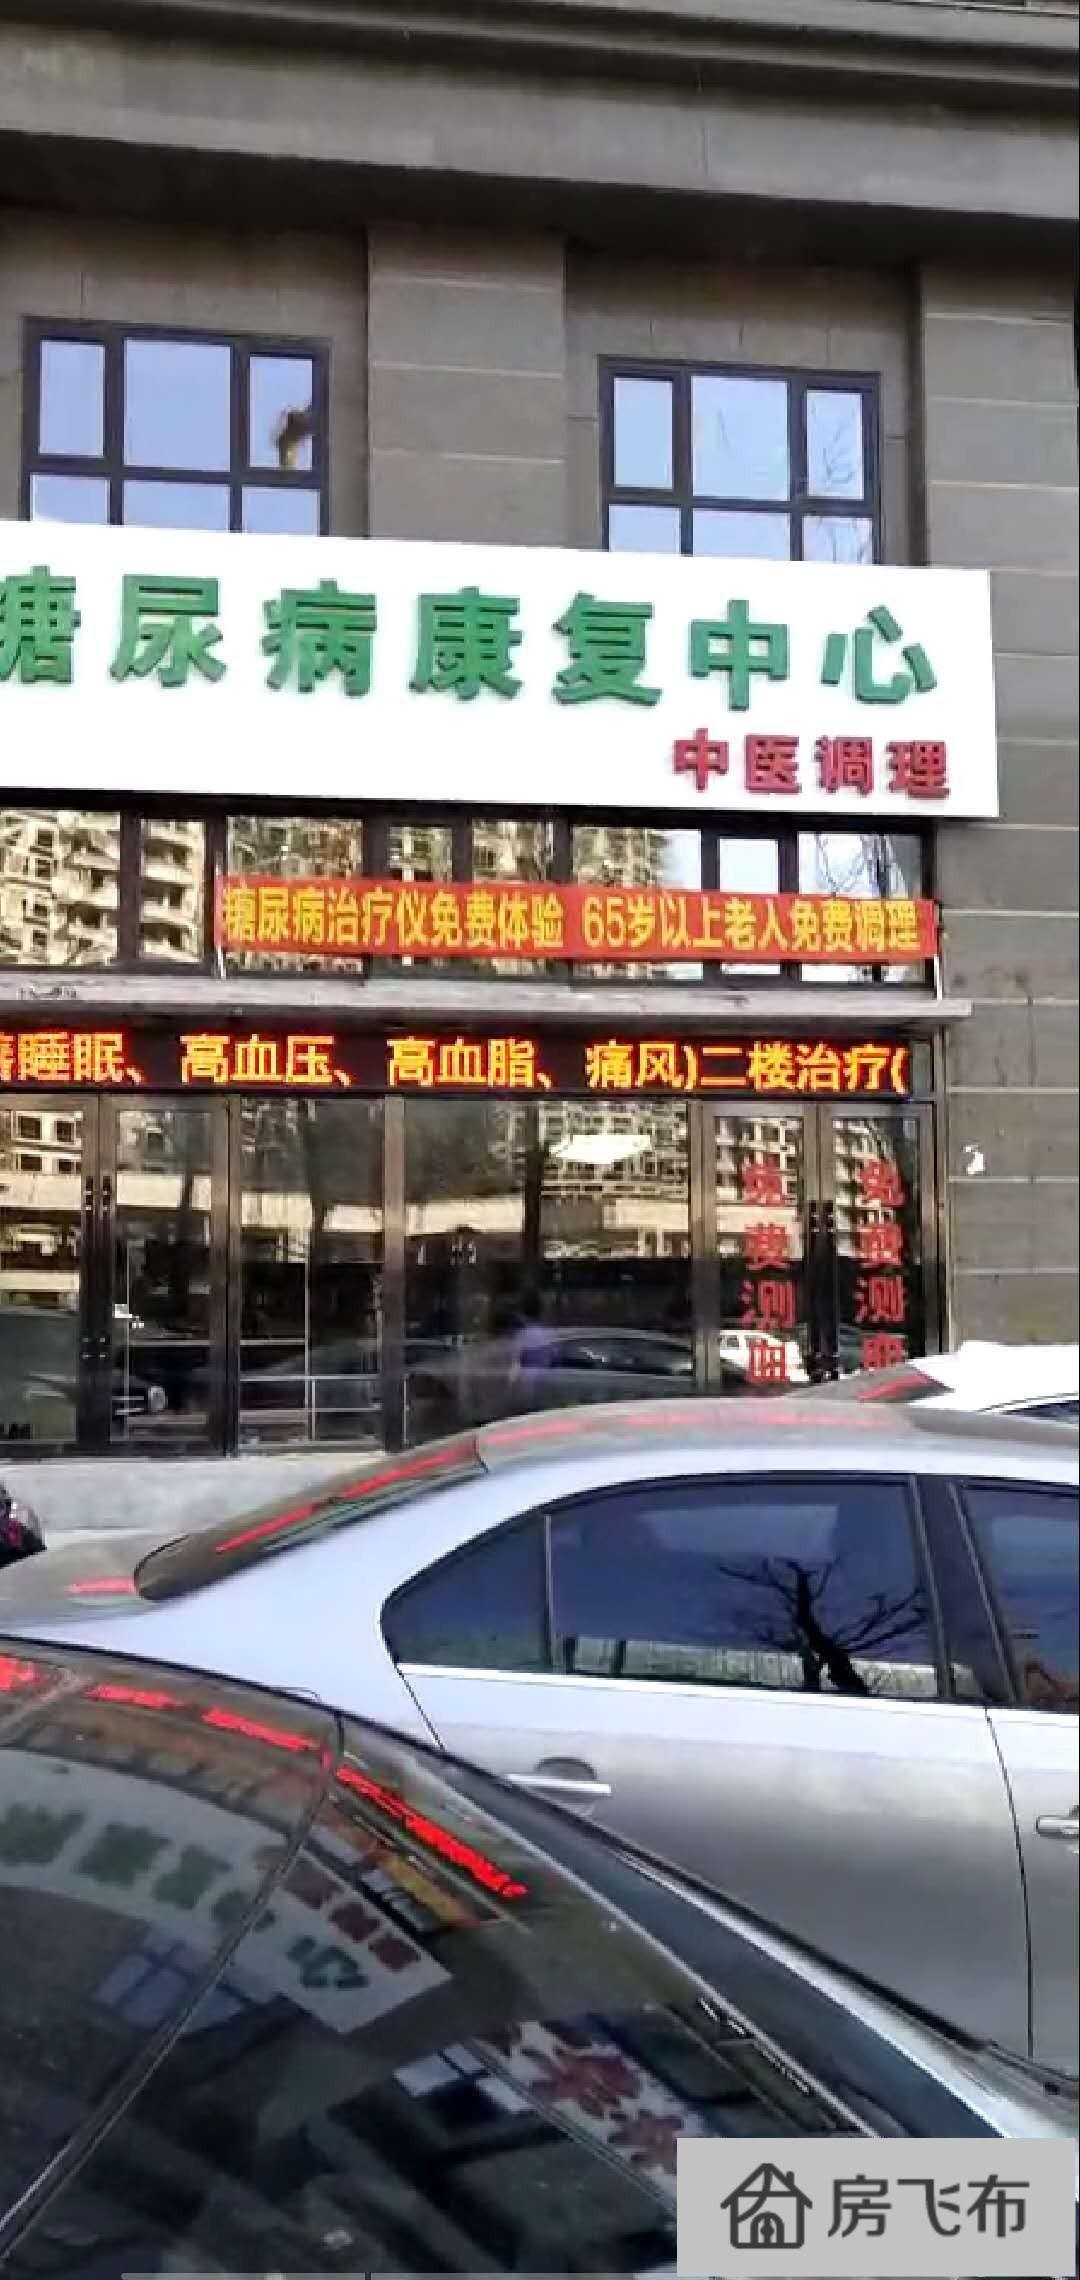 糖尿病康复中心
中医调理
糖尿病治疗仪免费体验 65岁以上老人免费调理
睡眠、高血压、高血脂、痛风)二楼治疗(
免费测血
免费测
房飞布